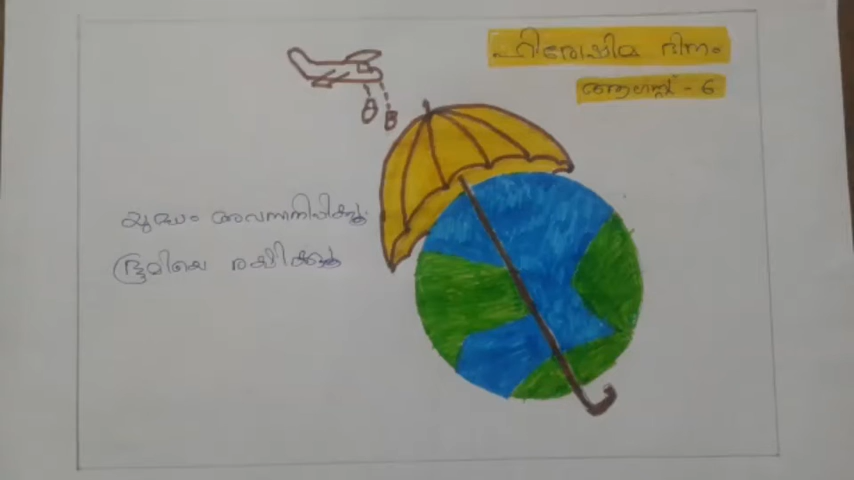 ഹിരോഷിമ ദിനം
ആഗസ്റ്റ് - 6
യുദ്ധം അവസാനിപ്പിക്കൂ
ഭൂമിയെ രക്ഷിക്കൂ